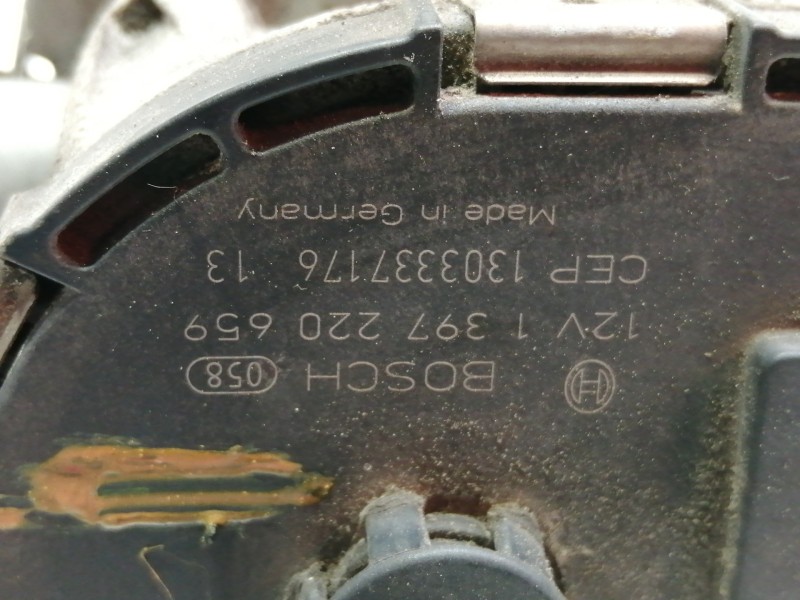 BOSCH 058
12V 1 397 220 659
CEP 1303337176 13
Made in Germany